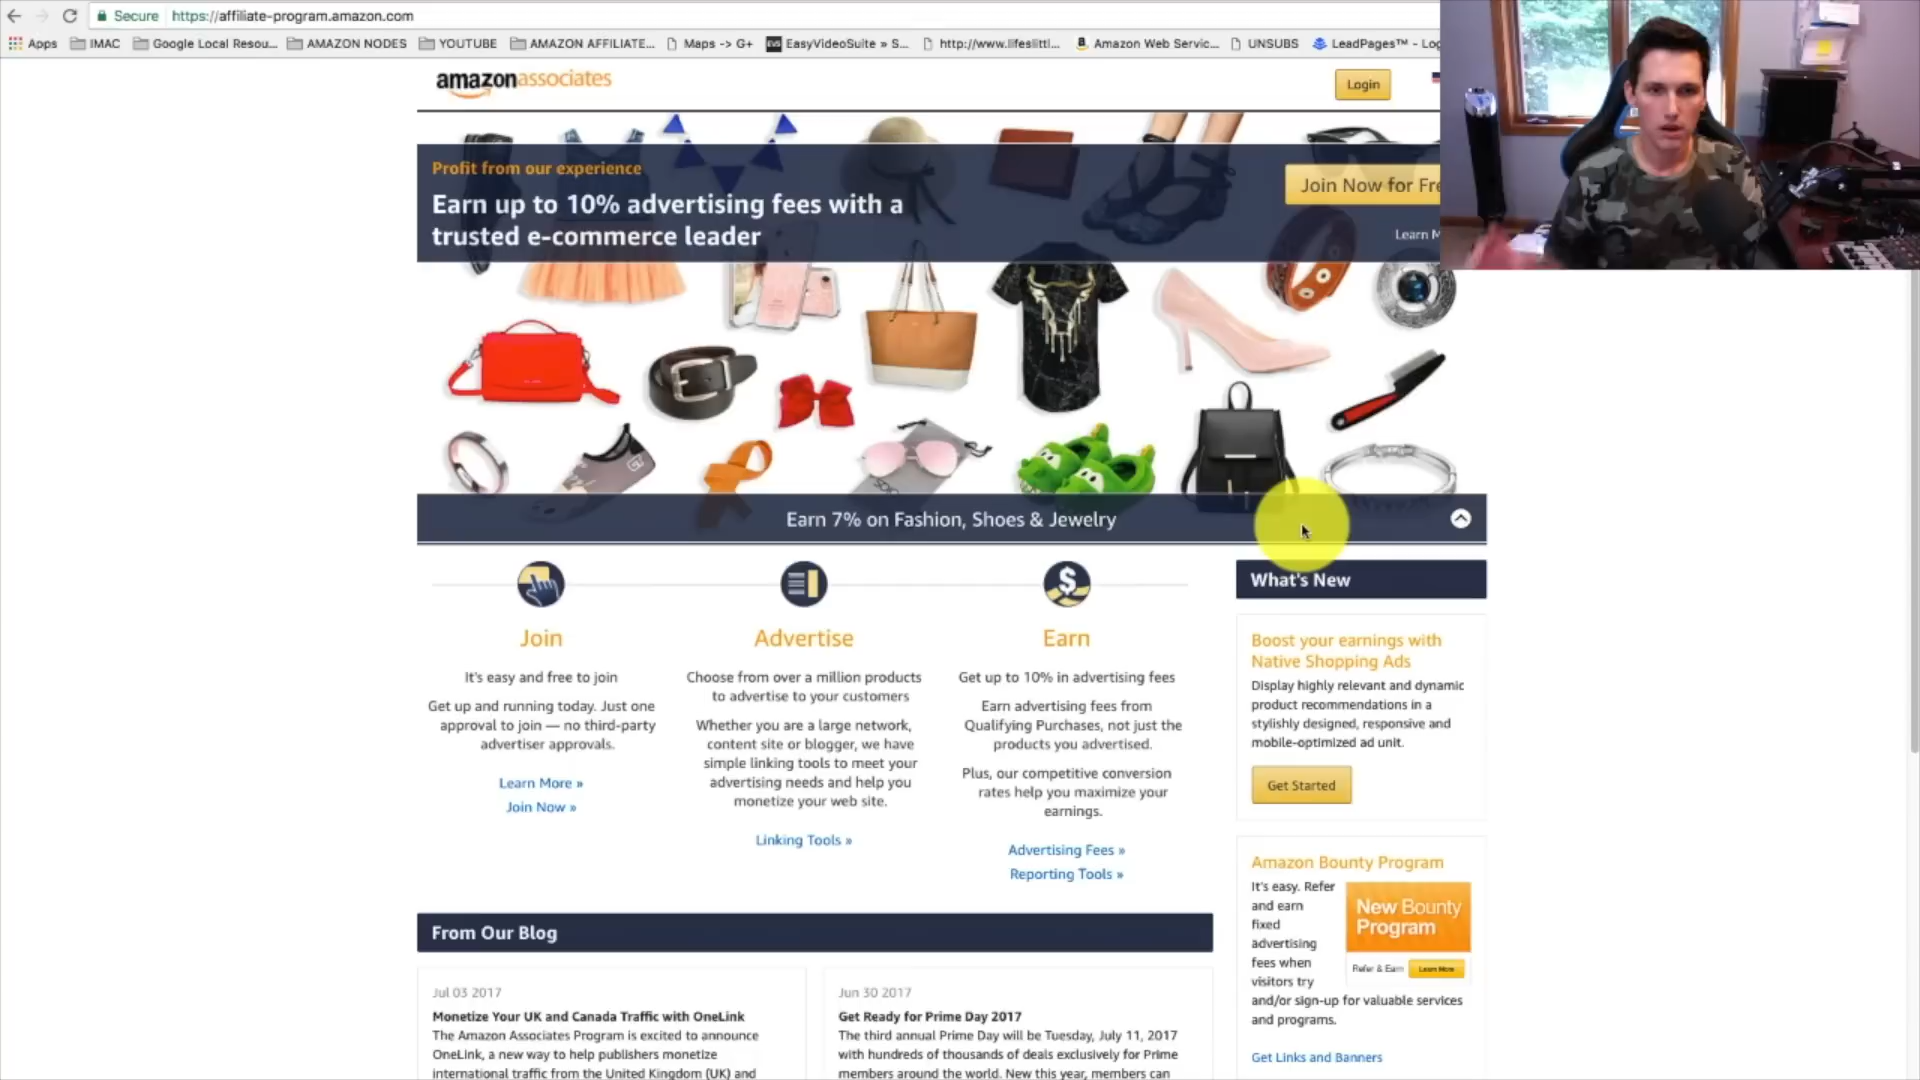 Secure https://affiliate-program.amazon.com
Apps IMAC Google Local Resou... AMAZON NODES YOUTUBE AMAZON AFFILIATE... Maps -> G+ EasyVideoSuite » S... http://www.lifeslittl... Amazon Web Servic... UNSUBS LeadPages™ - Log
amazonassociates
Login
Profit from our experience
Earn up to 10% advertising fees with a
trusted e-commerce leader
Join Now for Fre
Learn M
Earn 7% on Fashion, Shoes & Jewelry
Join
It's easy and free to join
Get up and running today. Just one
approval to join — no third-party
advertiser approvals.
Learn More »
Join Now »
Advertise
Choose from over a million products
to advertise to your customers
Whether you are a large network,
content site or blogger, we have
simple linking tools to meet your
advertising needs and help you
monetize your web site.
Linking Tools »
Earn
Get up to 10% in advertising fees
Earn advertising fees from
Qualifying Purchases, not just the
products you advertised.
Plus, our competitive conversion
rates help you maximize your
earnings.
Advertising Fees »
Reporting Tools »
What's New
Boost your earnings with
Native Shopping Ads
Display highly relevant and dynamic
product recommendations in a
stylishly designed, responsive and
mobile-optimized ad unit.
Get Started
Amazon Bounty Program
It's easy. Refer
and earn
fixed
advertising
fees when
visitors try
and/or sign-up for valuable services
and programs.
New Bounty
Program
Refer & Earn Learn More
Get Links and Banners
From Our Blog
Jul 03 2017
Monetize Your UK and Canada Traffic with OneLink
The Amazon Associates Program is excited to announce
OneLink, a new way to help publishers monetize
international traffic from the United Kingdom (UK) and
Jun 30 2017
Get Ready for Prime Day 2017
The third annual Prime Day will be Tuesday, July 11, 2017
with hundreds of thousands of deals exclusively for Prime
members around the world. New this year, members can